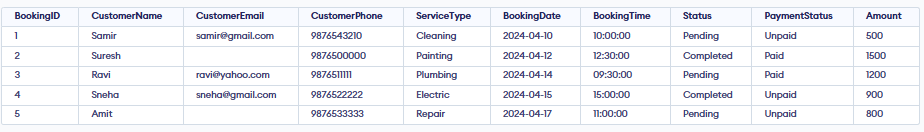 BookingID CustomerName CustomerEmail CustomerPhone ServiceType BookingDate BookingTime Status PaymentStatus Amount
1 Samir samir@gmail.com 9876543210 Cleaning 2024-04-10 10:00:00 Pending Unpaid 500
2 Suresh 9876500000 Painting 2024-04-12 12:30:00 Completed Paid 1500
3 Ravi ravi@yahoo.com 9876511111 Plumbing 2024-04-14 09:30:00 Pending Paid 1200
4 Sneha sneha@gmail.com 9876522222 Electric 2024-04-15 15:00:00 Completed Unpaid 900
5 Amit 9876533333 Repair 2024-04-17 11:00:00 Pending Unpaid 800